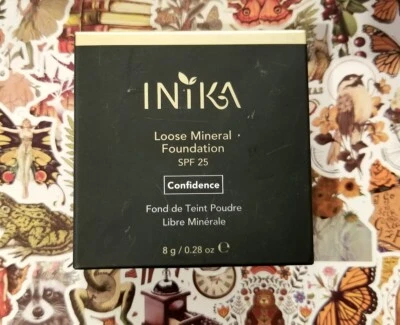 INIKA
Loose Mineral
Foundation
SPF 25
Confidence
Fond de Teint Poudre
Libre Minérale
8 g / 0.28 oz ℮